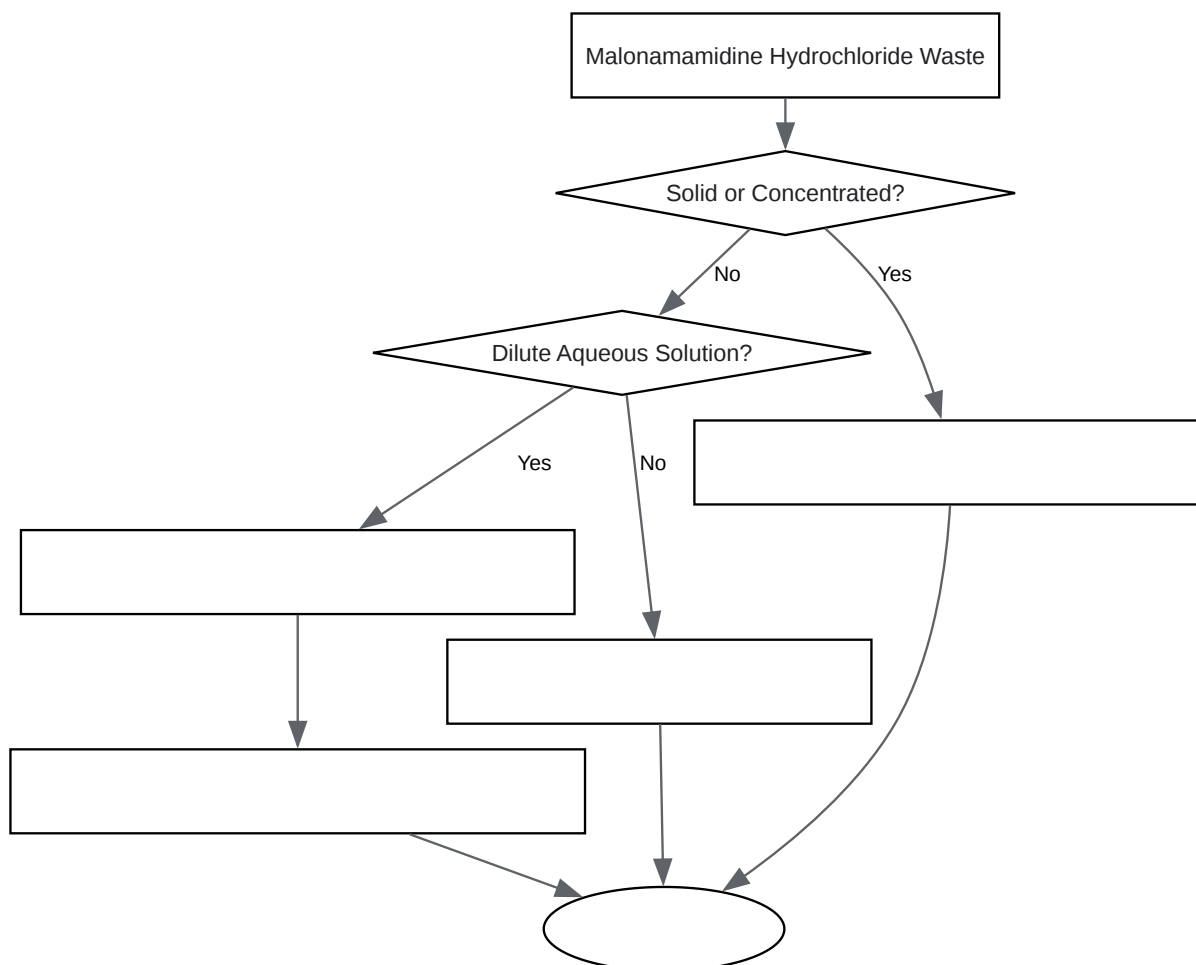 Malonamamidine Hydrochloride Waste
Solid or Concentrated?
No
Yes
Dilute Aqueous Solution?
Yes
No